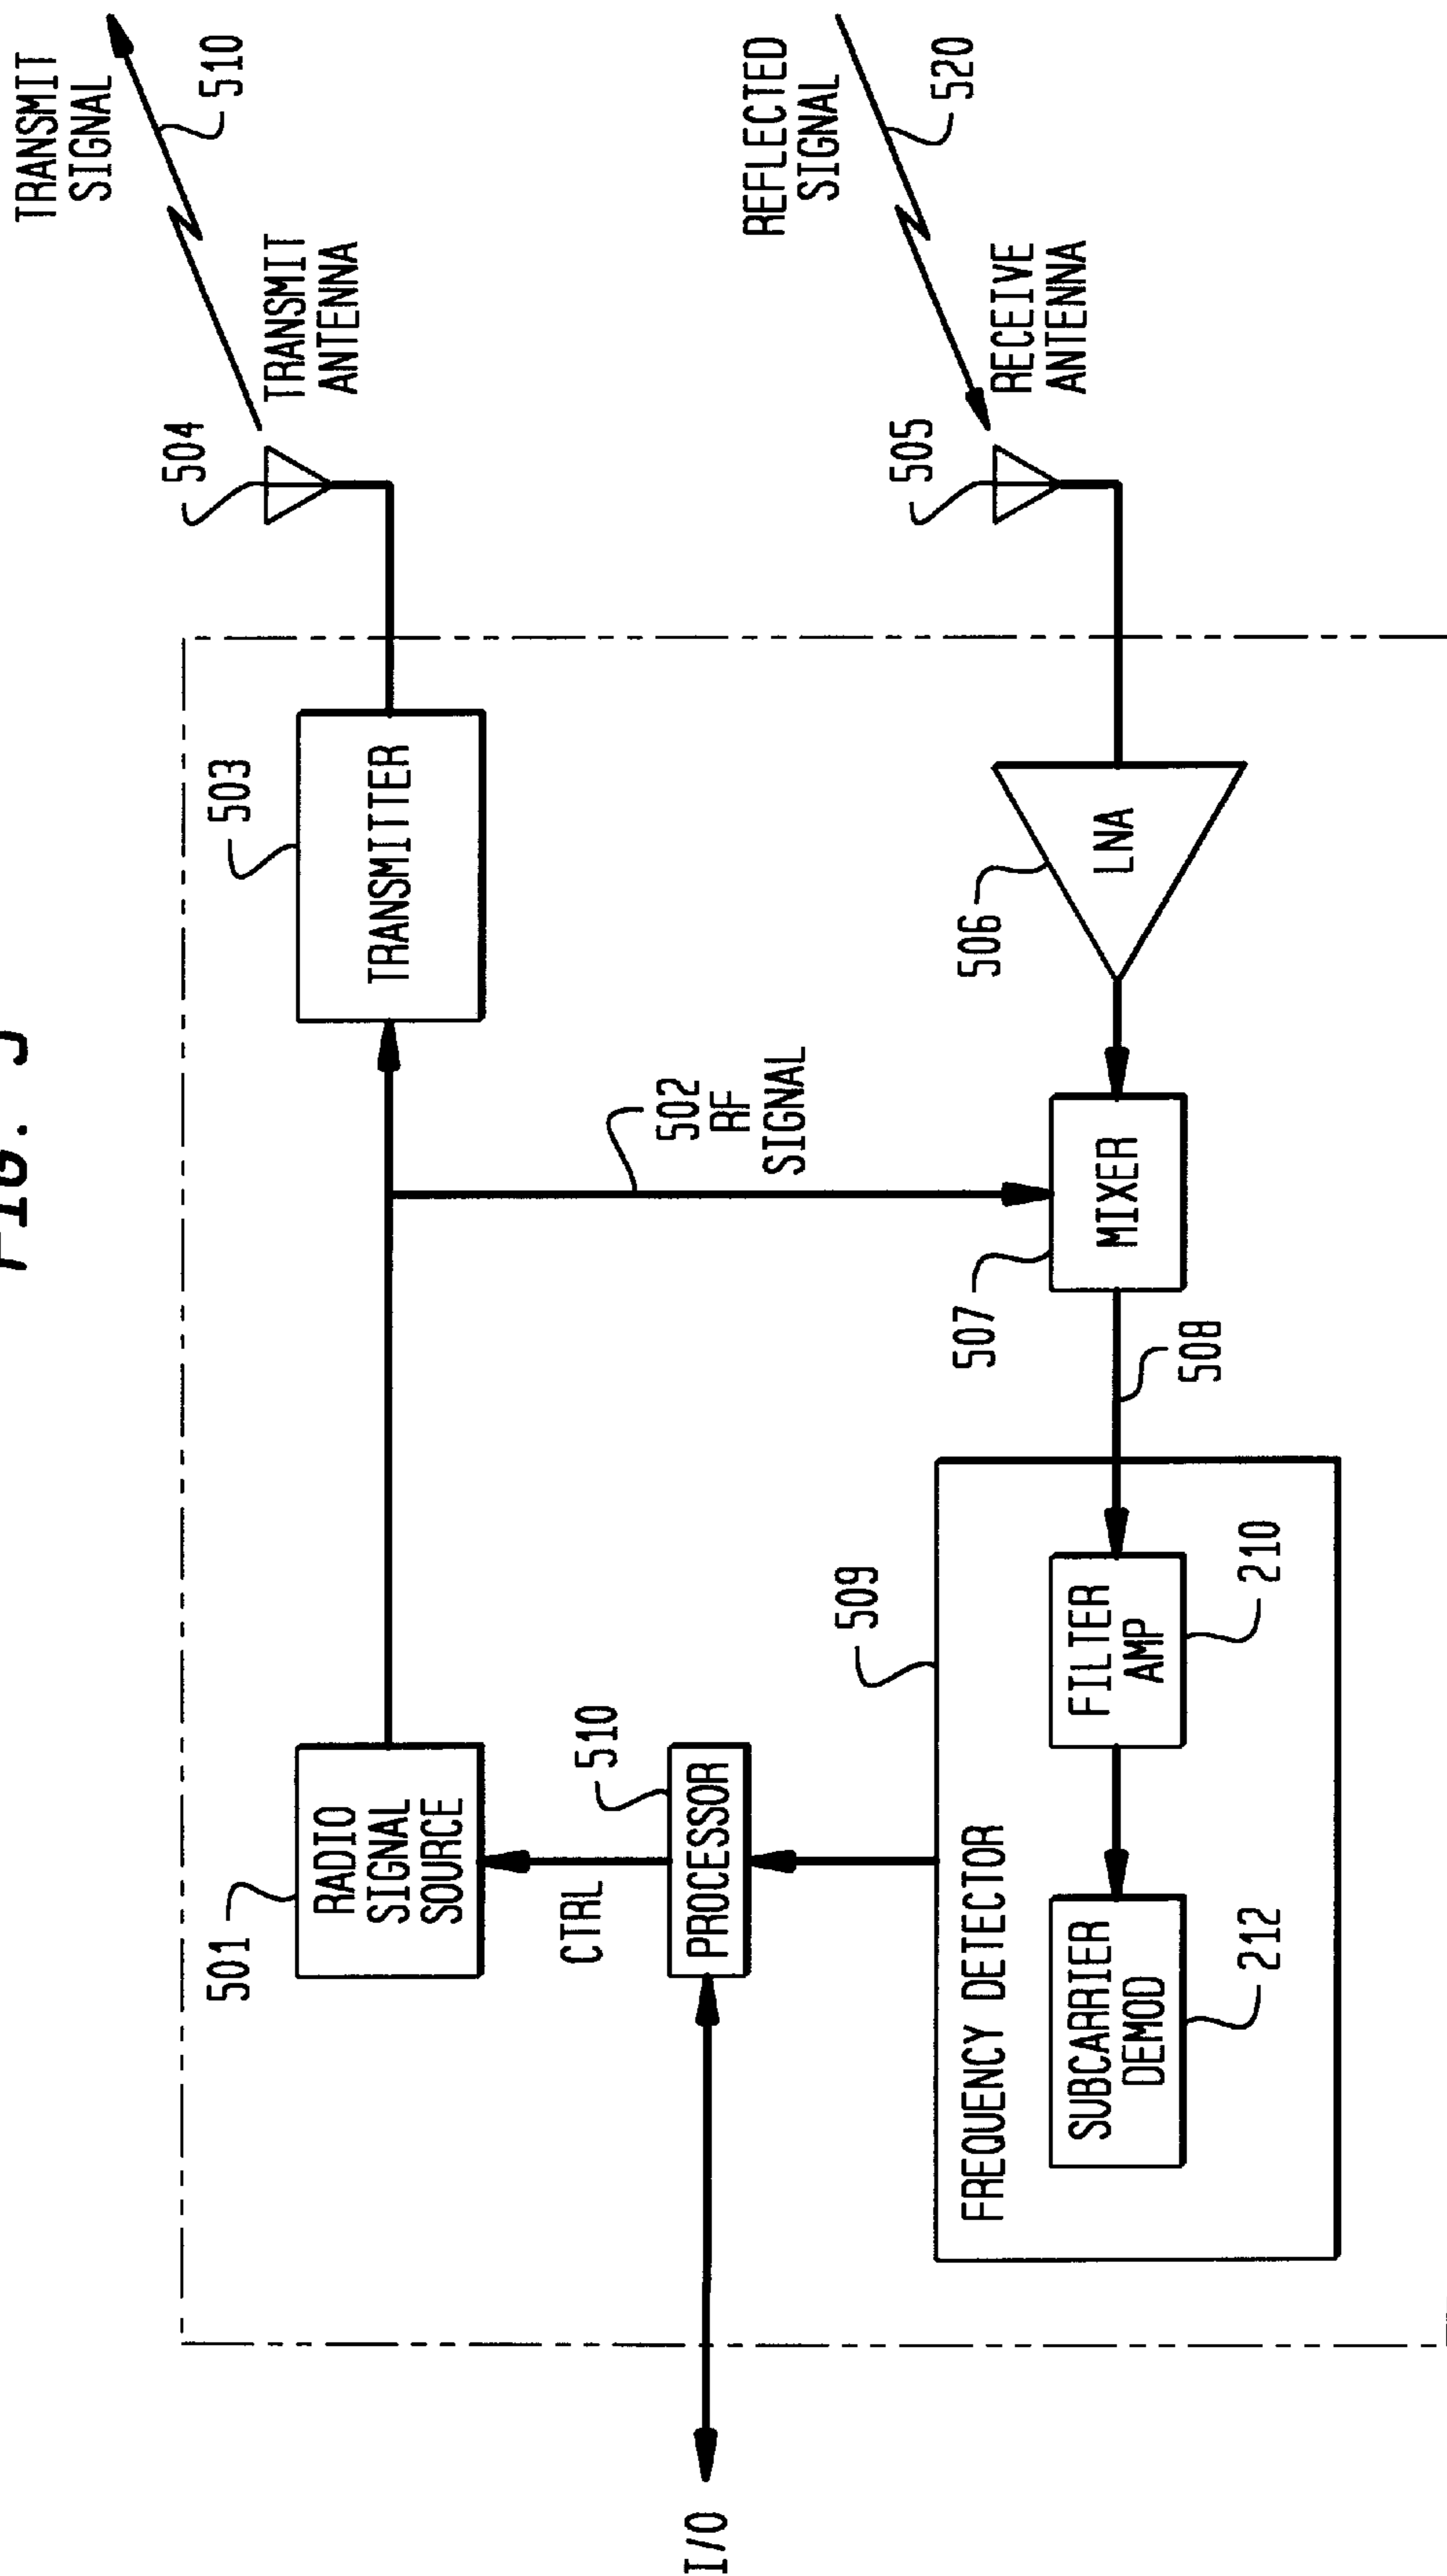 FIG.
TRANSMIT
SIGNAL
510
TRANSMIT
ANTENNA
504
501
RADIO
SIGNAL
SOURCE
503
TRANSMITTER
CTRL
510
PROCESSOR
I/O
502
RF
SIGNAL
REFLECTED
SIGNAL
520
RECEIVE
ANTENNA
505
506
LNA
507
MIXER
508
509
FREQUENCY DETECTOR
FILTER
AMP
210
SUBCARRIER
DEMOD
212